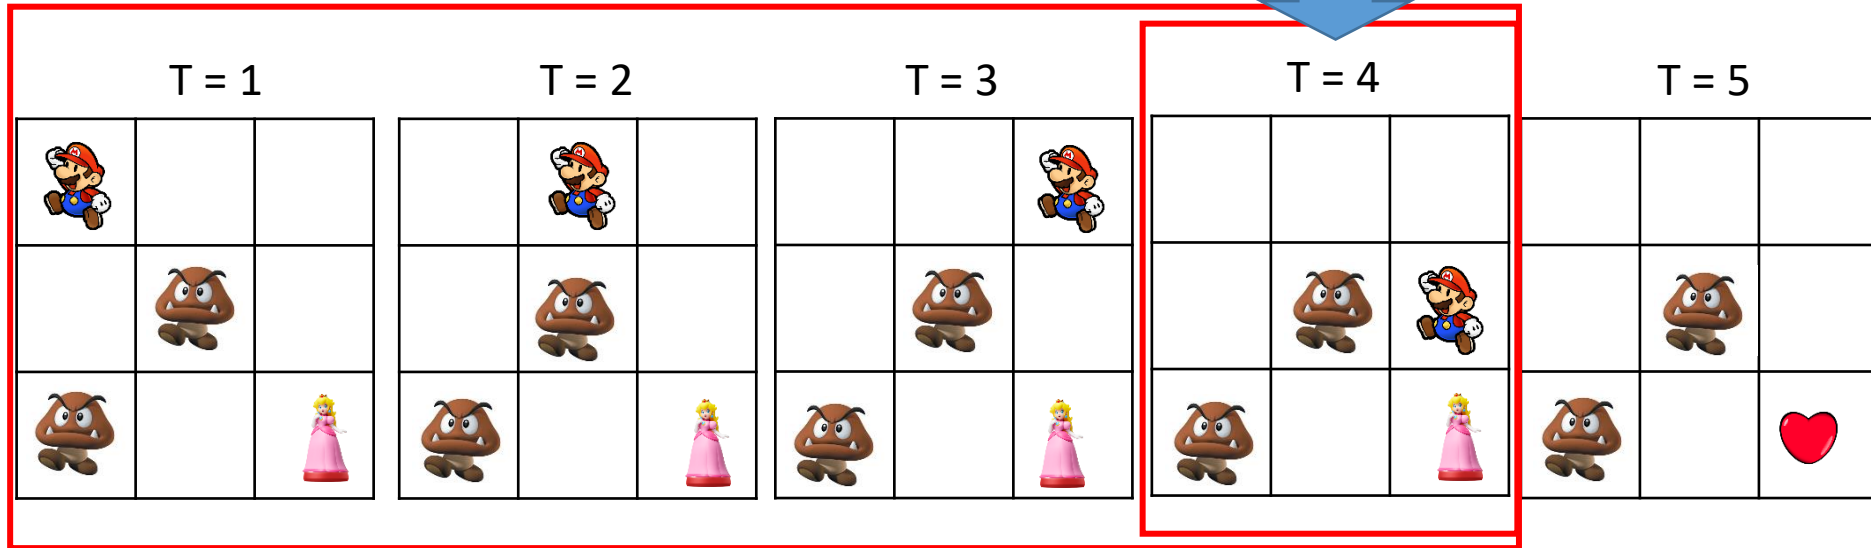 T = 1
T = 2
T = 3
T = 4
T = 5